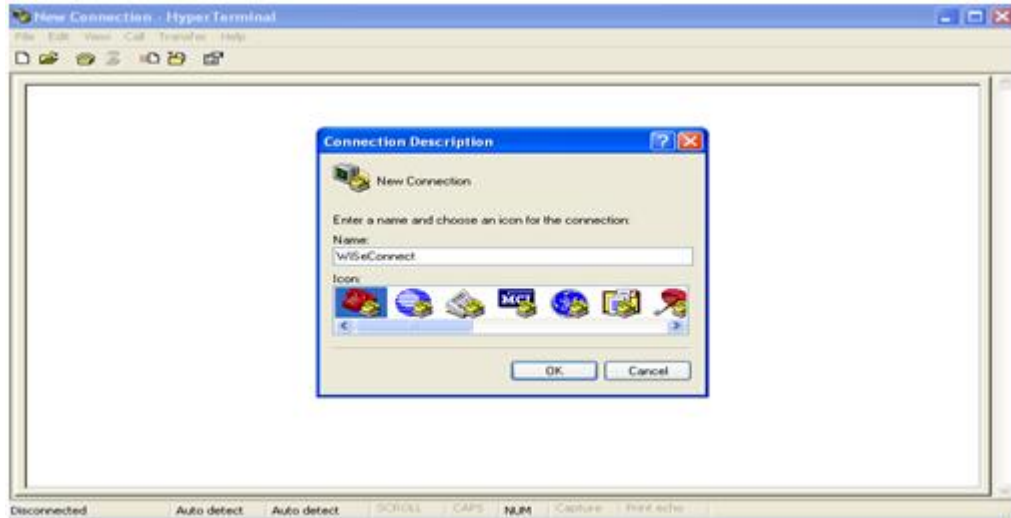 New Connection - HyperTerminal
File Edit View Call Transfer Help
Connection Description
New Connection
Enter a name and choose an icon for the connection:
Name:
WISeConnect
Icon:
MCI
OK Cancel
Disconnected Auto detect Auto detect SCROLL CAPS NUM Capture Print echo